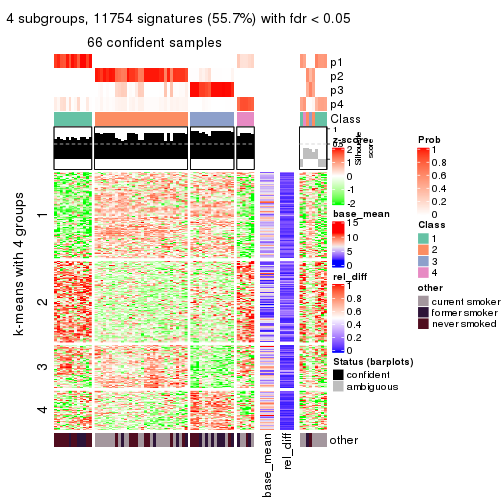 4 subgroups, 11754 signatures (55.7%) with fdr < 0.05
66 confident samples
p1
p2
p3
p4
Class
1
0.5
0
Silhouette
score
k-means with 4 groups
1
2
3
4
base_mean
rel_diff
other
z-score
2
1
0
-1
-2
base_mean
15
10
5
0
rel_diff
1
0.8
0.6
0.4
0.2
0
Status (barplots)
confident
ambiguous
Prob
1
0.8
0.6
0.4
0.2
0
Class
1
2
3
4
other
current smoker
former smoker
never smoked